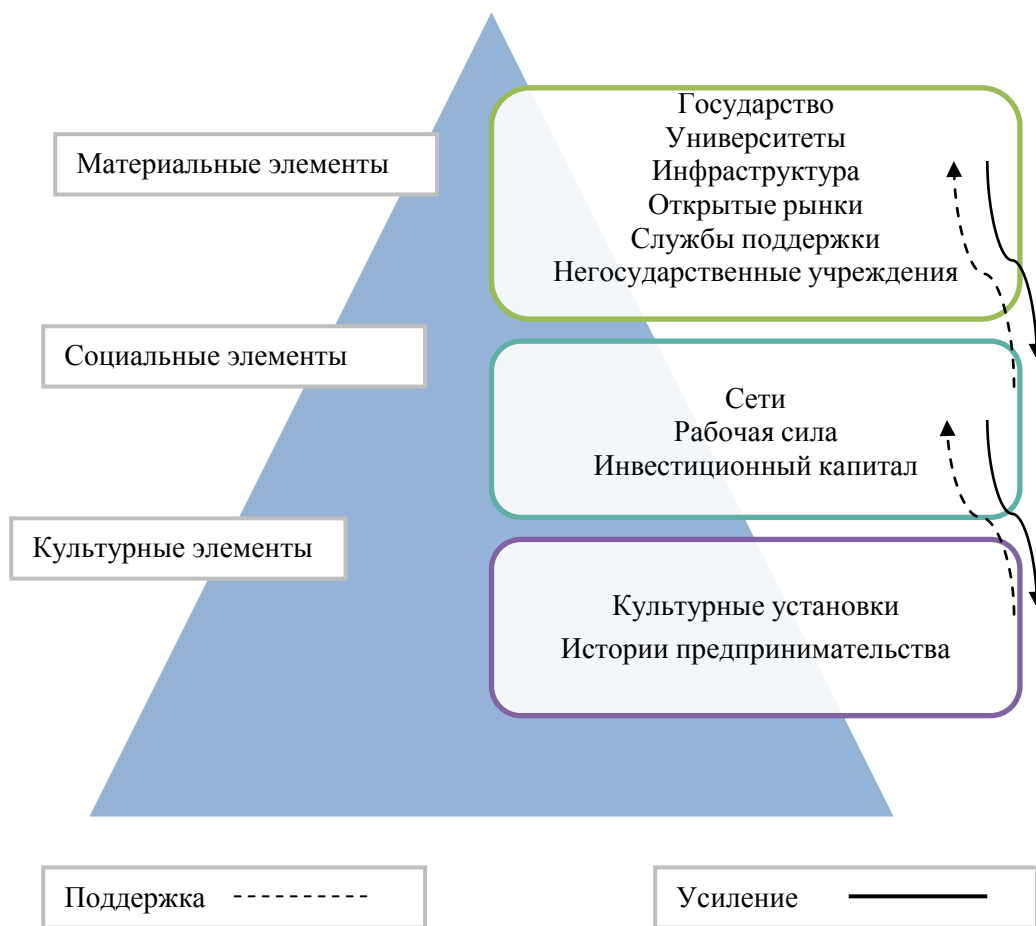 Материальные элементы
Государство
Университеты
Инфраструктура
Открытые рынки
Службы поддержки
Негосударственные учреждения
Социальные элементы
Сети
Рабочая сила
Инвестиционный капитал
Культурные элементы
Культурные установки
Истории предпринимательства
Поддержка
Усиление